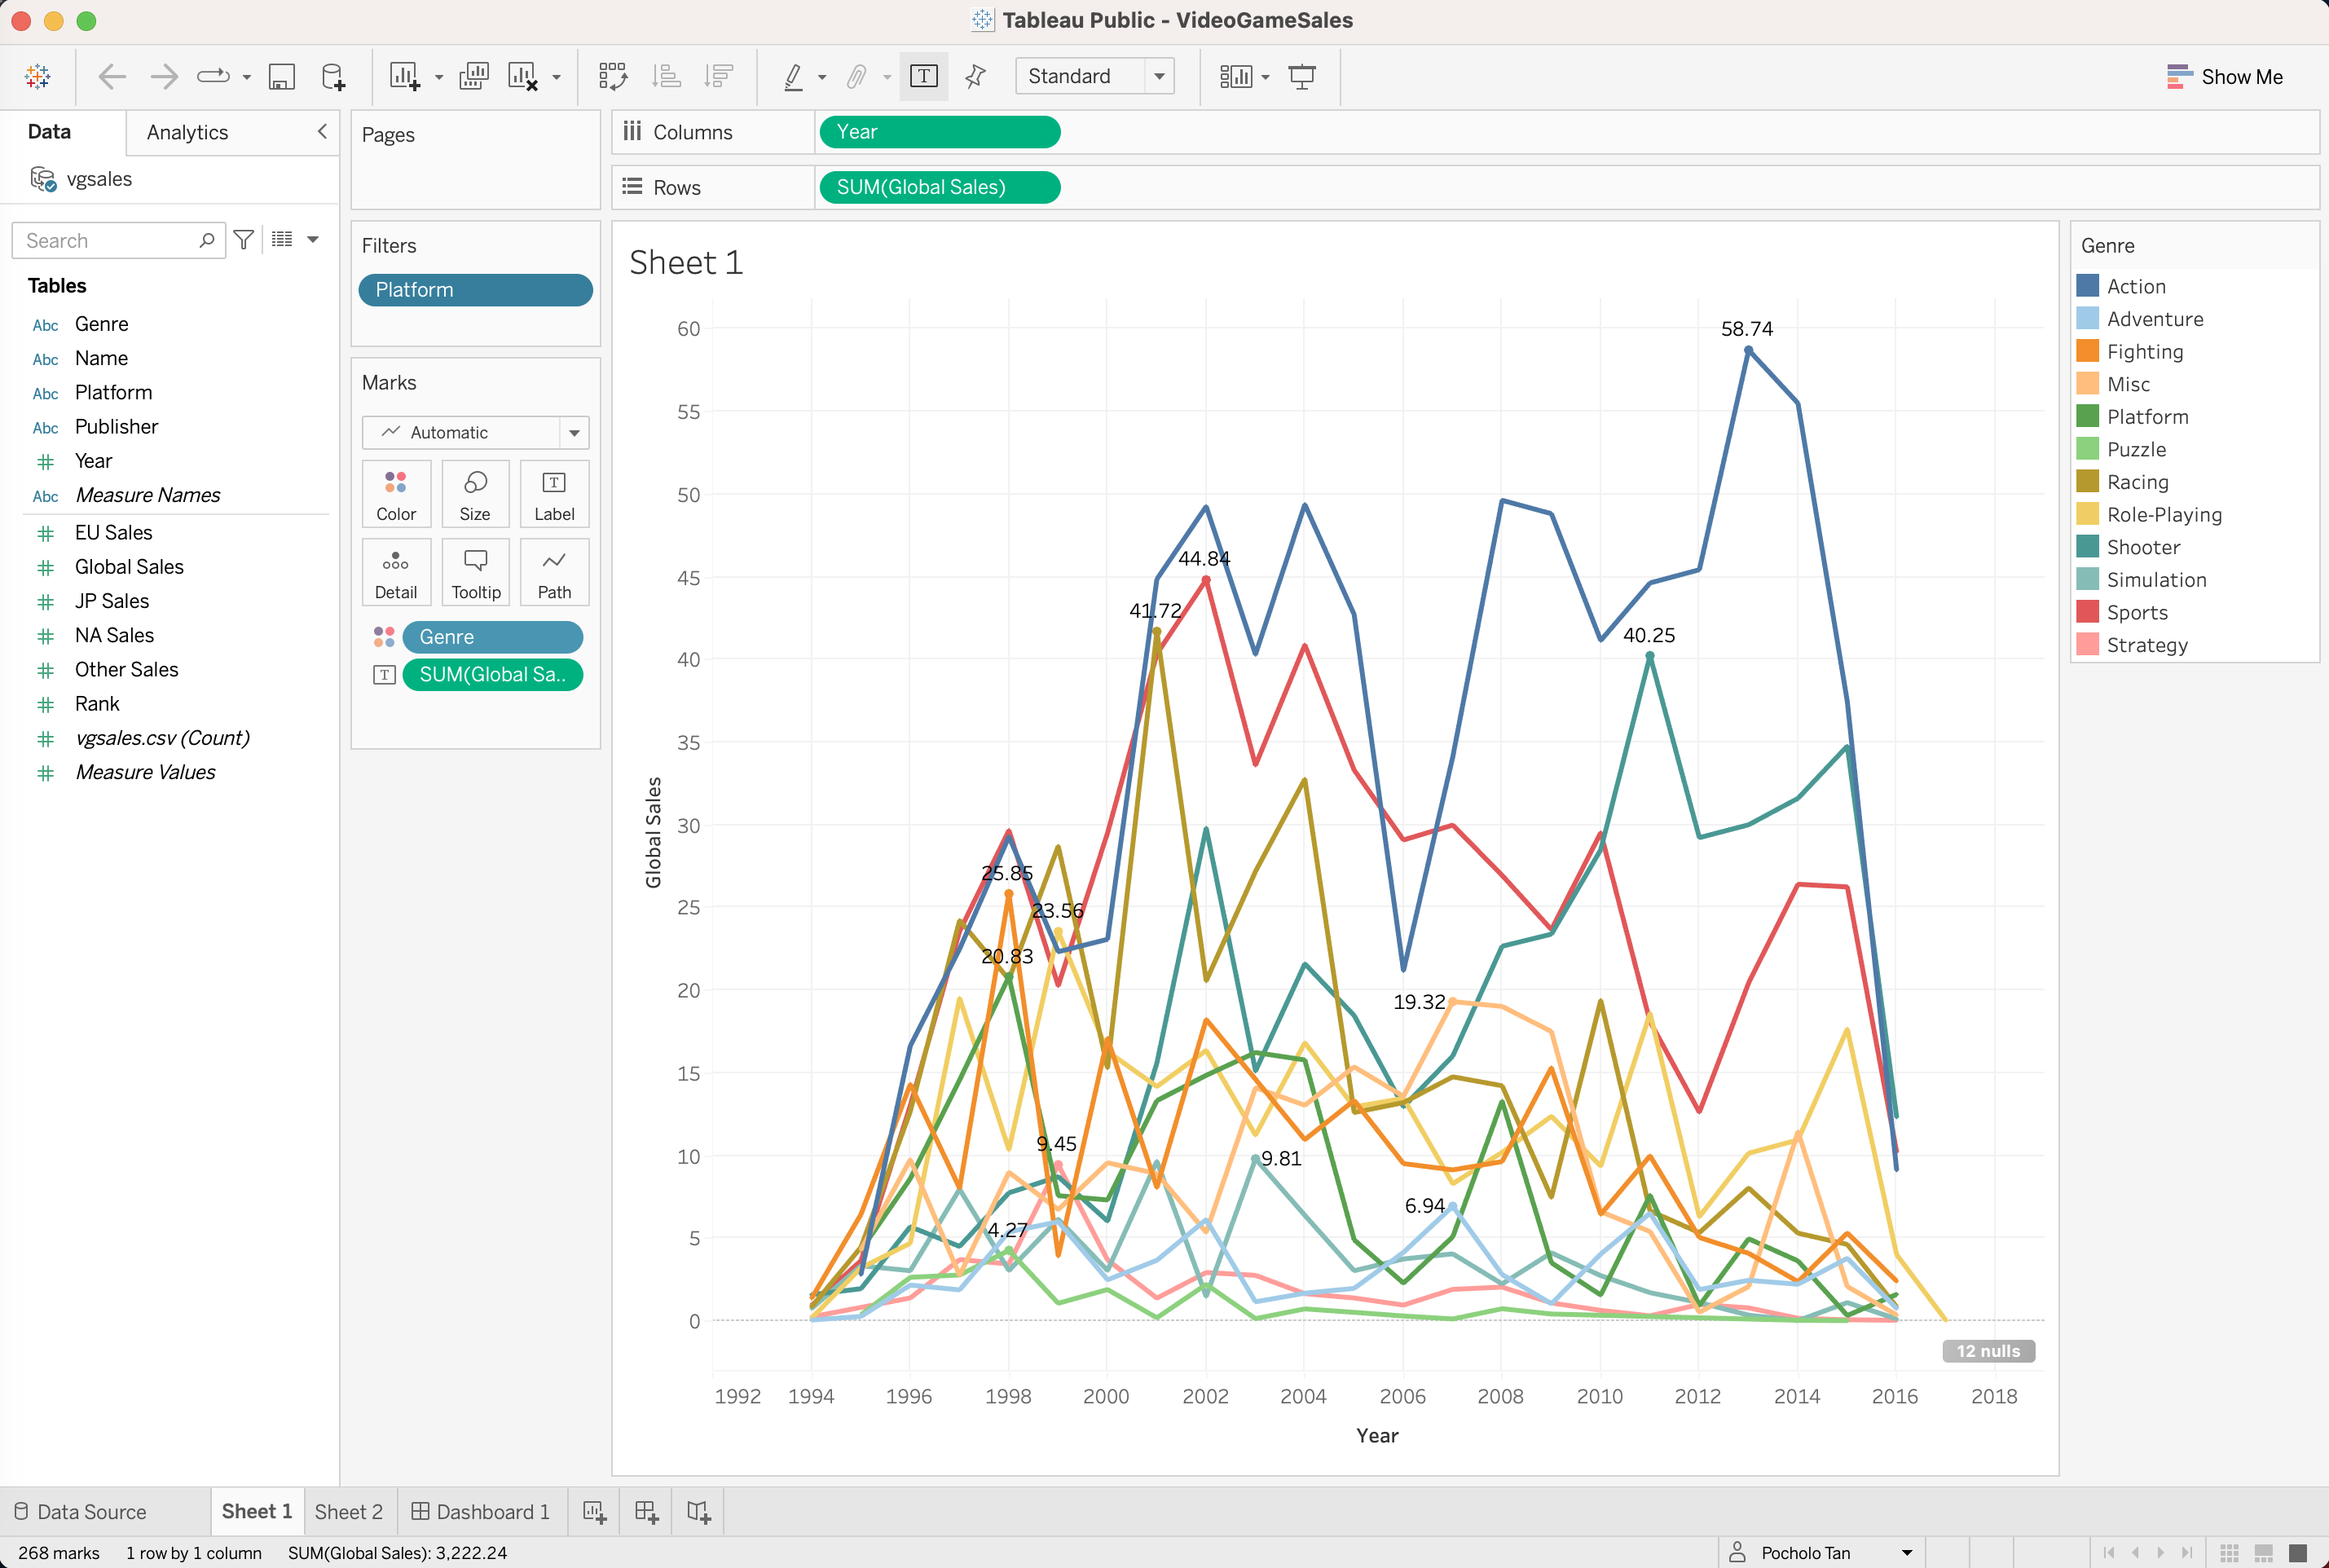 Tableau Public - VideoGameSales
Standard
Show Me
Data
Analytics
vgsales
Search
Tables
Abc Genre
Abc Name
Abc Platform
Abc Publisher
# Year
Abc Measure Names
# EU Sales
# Global Sales
# JP Sales
# NA Sales
# Other Sales
# Rank
# vgsales.csv (Count)
# Measure Values
Pages
Filters
Platform
Marks
Automatic
Color Size Label
Detail Tooltip Path
Genre
SUM(Global Sa..
Columns Year
Rows SUM(Global Sales)
Sheet 1
Global Sales
60
55
50
45
40
35
30
25
20
15
10
5
0
58.74
44.84
41.72
40.25
25.85
23.56
20.83
19.32
9.45
9.81
6.94
4.27
12 nulls
1992 1994 1996 1998 2000 2002 2004 2006 2008 2010 2012 2014 2016 2018
Year
Genre
Action
Adventure
Fighting
Misc
Platform
Puzzle
Racing
Role-Playing
Shooter
Simulation
Sports
Strategy
Data Source Sheet 1 Sheet 2 Dashboard 1
268 marks 1 row by 1 column SUM(Global Sales): 3,222.24 Pocholo Tan